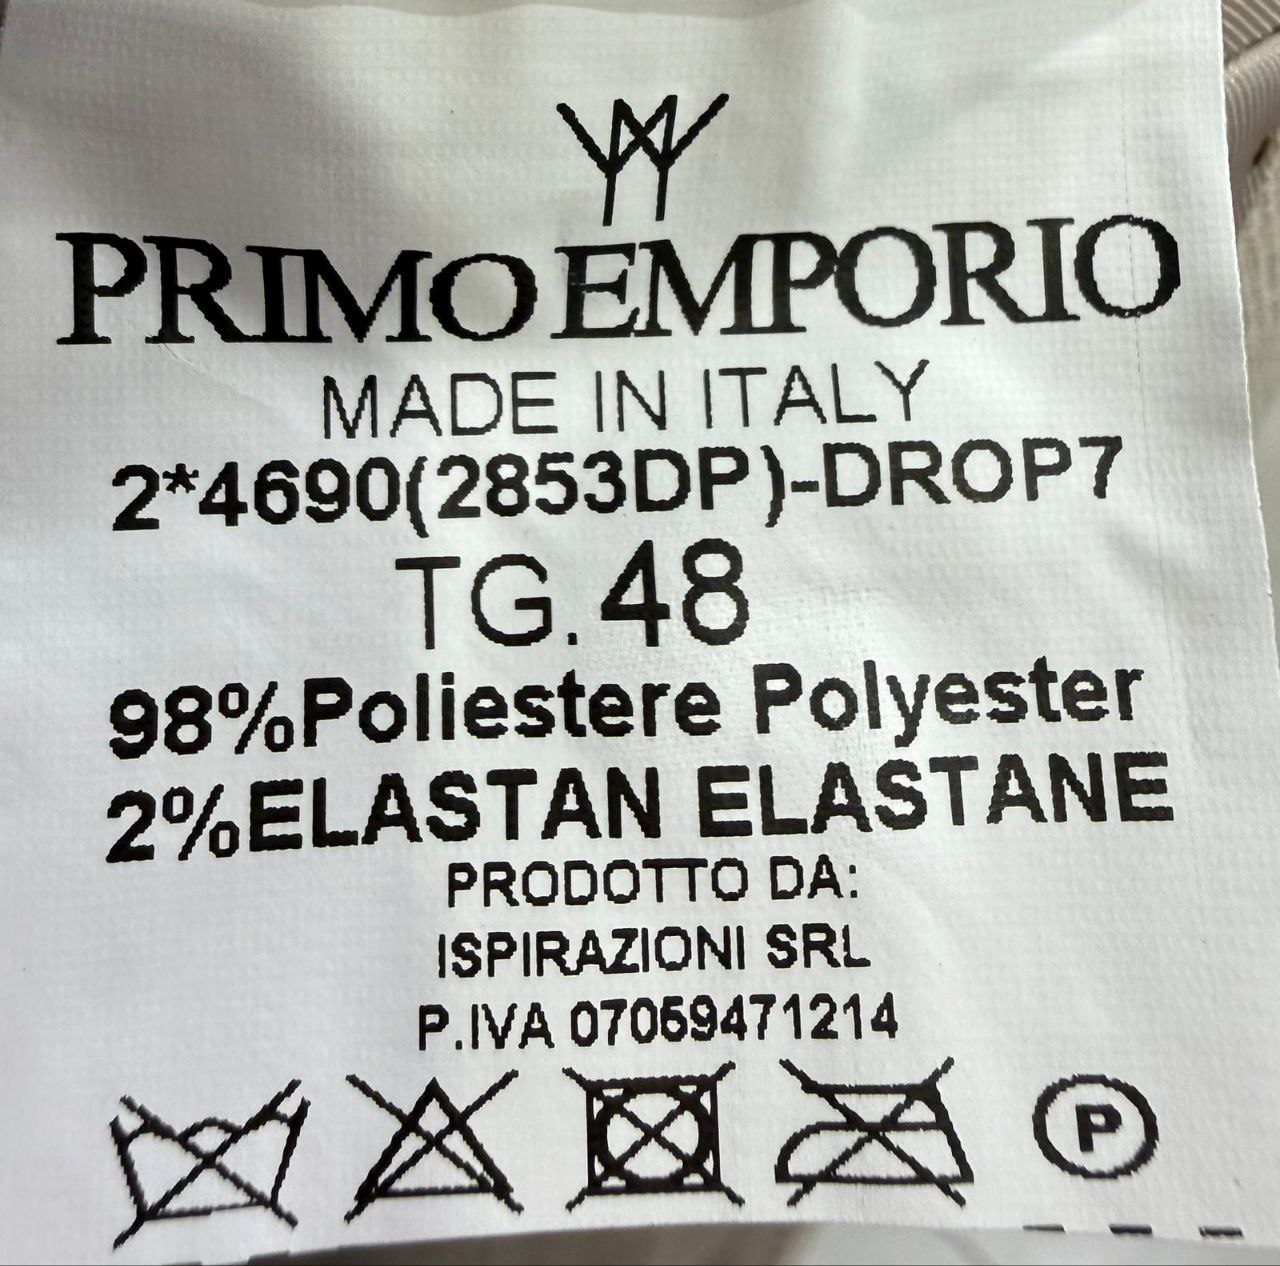 PRIMO EMPORIO
MADE IN ITALY
2*4690(2853DP)-DROP7
TG.48
98%Poliestere Polyester
2%ELASTAN ELASTANE
PRODOTTO DA:
ISPIRAZIONI SRL
P.IVA 07059471214
P